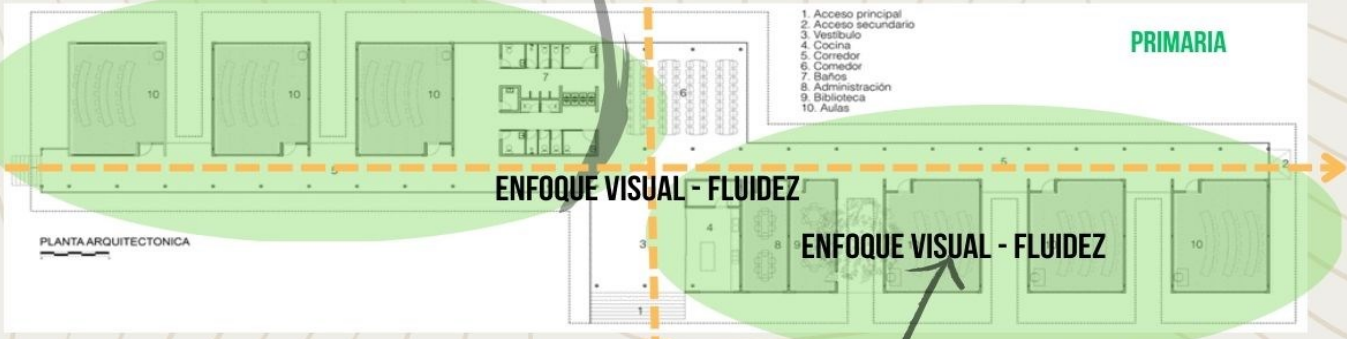 1. Acceso principal
2. Acceso secundario
3. Vestíbulo
4. Cocina
5. Corredor
6. Comedor
7. Baños
8. Administración
9. Biblioteca
10. Aulas
PRIMARIA
10
10
10
7
6
5
5
2
ENFOQUE VISUAL - FLUIDEZ
3
4
8
9
ENFOQUE VISUAL - FLUIDEZ
10
1
PLANTA ARQUITECTONICA